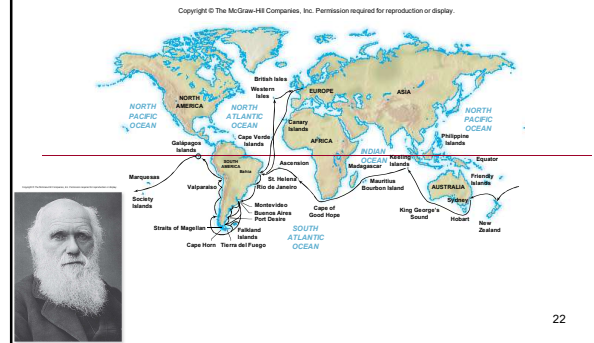 Copyright © The McGraw-Hill Companies, Inc. Permission required for reproduction or display.
British Isles
Western
Isles
EUROPE
ASIA
NORTH
AMERICA
NORTH
PACIFIC
OCEAN
NORTH
ATLANTIC
OCEAN
NORTH
PACIFIC
OCEAN
Canary
Islands
Cape Verde
Islands
AFRICA
Philippine
Islands
Galápagos
Islands
INDIAN
OCEAN
Keeling
Islands
Equator
SOUTH
AMERICA
Bahia
Ascension
Madagascar
Marquesas
Valparaiso
St. Helena
Rio de Janeiro
Mauritius
Bourbon Island
Friendly
Islands
AUSTRALIA
Sydney
Society
Islands
Montevideo
Buenos Aires
Port Desire
Cape of
Good Hope
King George's
Sound
Hobart
New
Zealand
Straits of Magellan
Falkland
Islands
SOUTH
ATLANTIC
OCEAN
Cape Horn
Tierra del Fuego
22